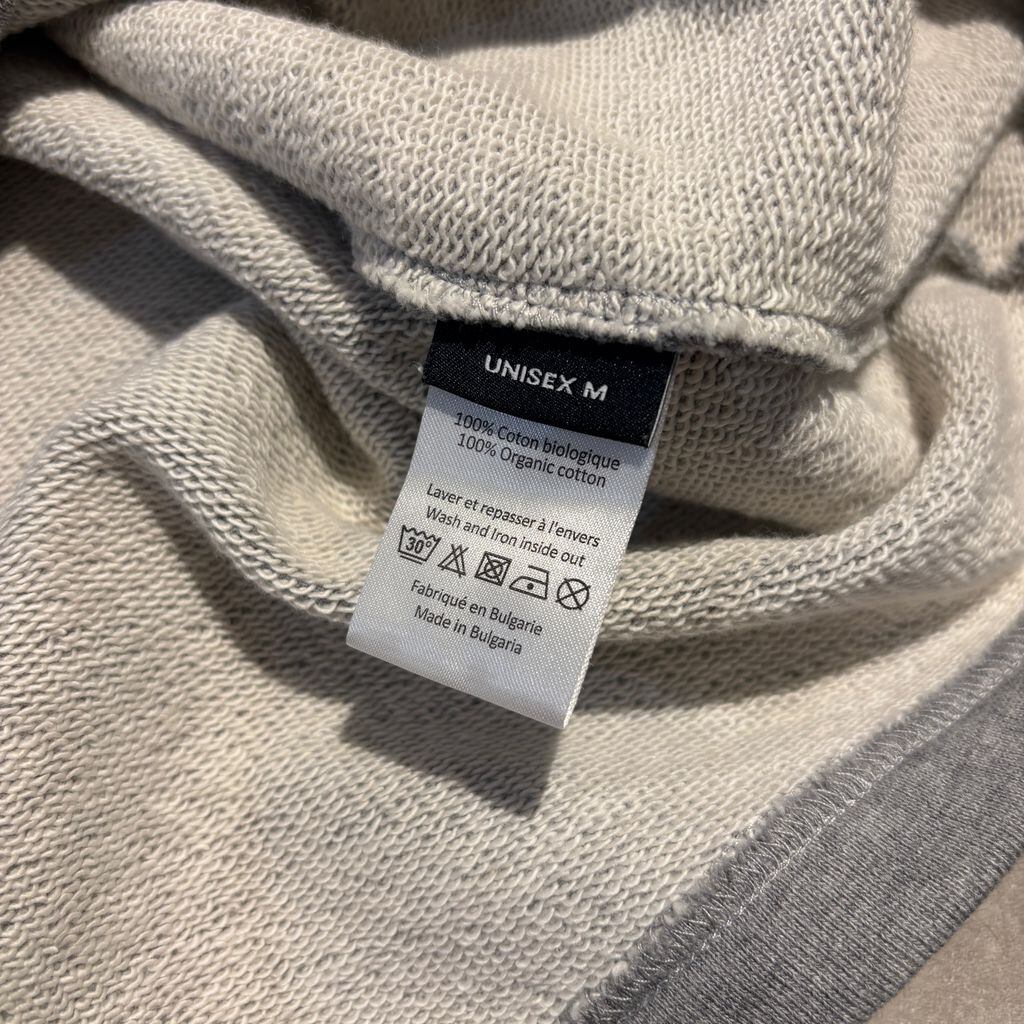 UNISEX M
100% Coton biologique
100% Organic cotton
Laver et repasser à l'envers
Wash and Iron inside out
30°
Fabriqué en Bulgarie
Made in Bulgaria